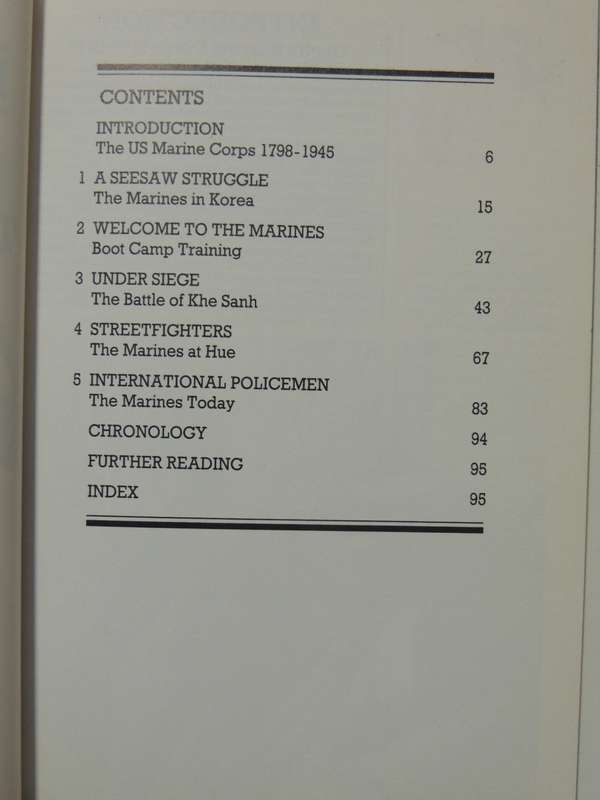 CONTENTS
INTRODUCTION
The US Marine Corps 1798-1945 6
1 A SEESAW STRUGGLE
The Marines in Korea 15
2 WELCOME TO THE MARINES
Boot Camp Training 27
3 UNDER SIEGE
The Battle of Khe Sanh 43
4 STREETFIGHTERS
The Marines at Hue 67
5 INTERNATIONAL POLICEMEN
The Marines Today 83
CHRONOLOGY 94
FURTHER READING 95
INDEX 95